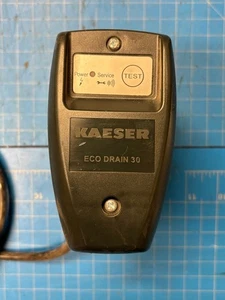 Power Service
TEST
KAESER
ECO DRAIN 30